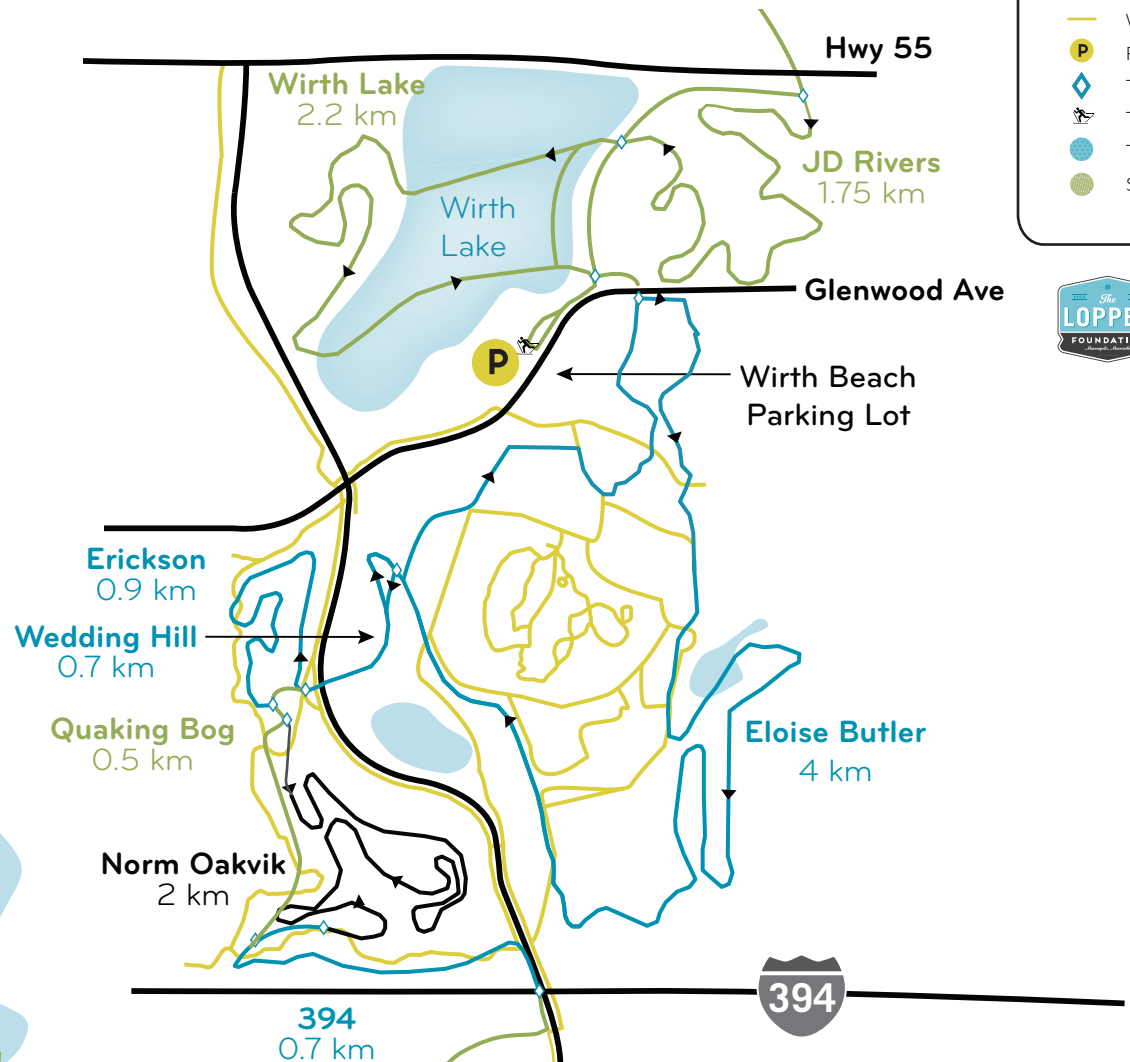 Hwy 55
Wirth Lake
2.2 km
JD Rivers
1.75 km
Wirth
Lake
Glenwood Ave
P
P
The
LOPPE
FOUNDATI
Wirth Beach
Parking Lot
Erickson
0.9 km
Wedding Hill
0.7 km
Quaking Bog
0.5 km
Eloise Butler
4 km
Norm Oakvik
2 km
394
394
0.7 km